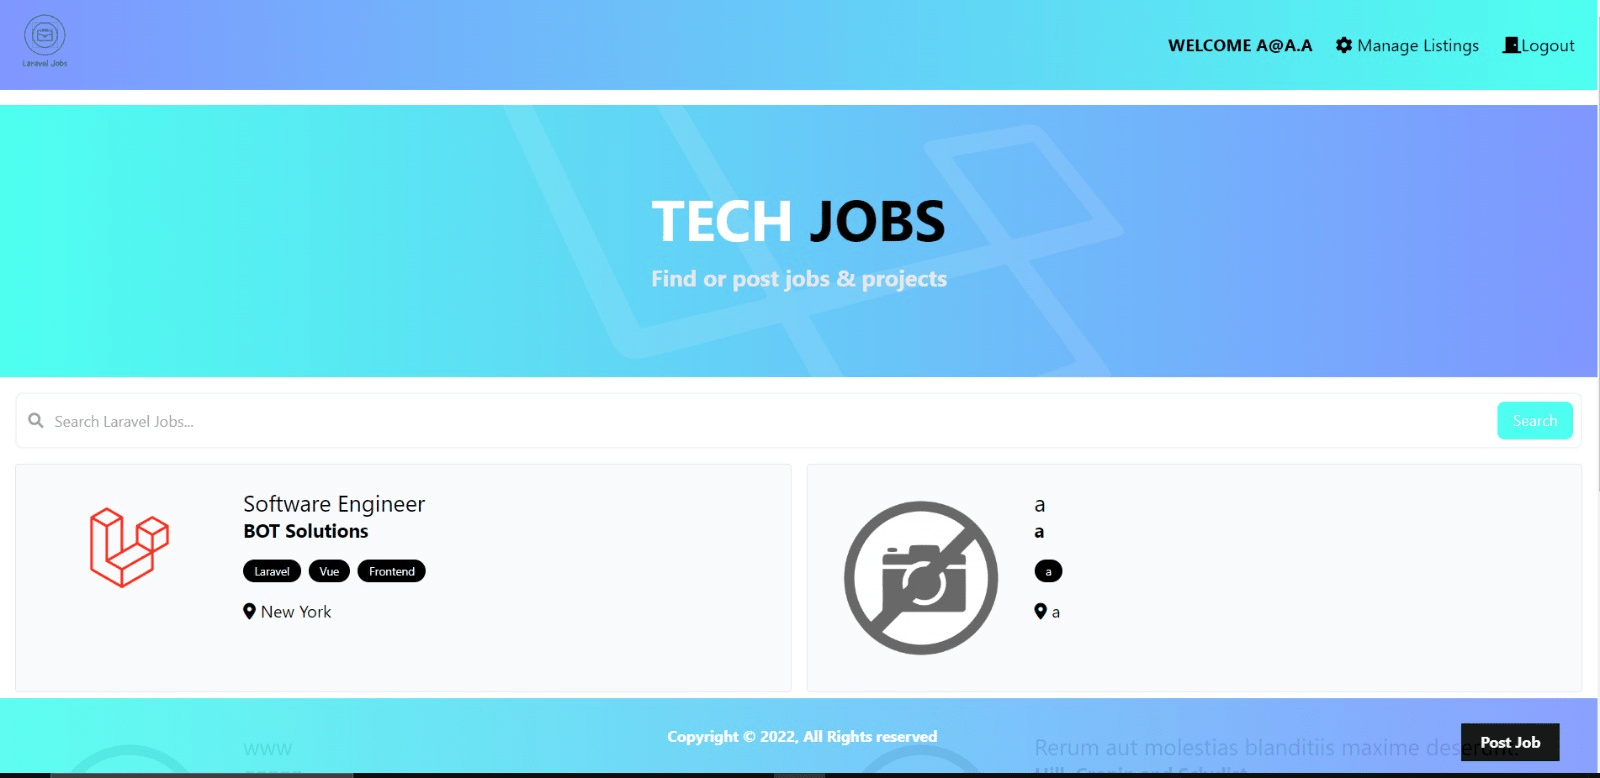 Laravel Jobs
WELCOME A@A.A
Manage Listings
Logout
TECH JOBS
Find or post jobs & projects
Search Laravel Jobs...
Search
Software Engineer
BOT Solutions
Laravel
Vue
Frontend
New York
a
a
a
a
Copyright © 2022, All Rights reserved
Post Job
www
Rerum aut molestias blanditiis maxime deserunt